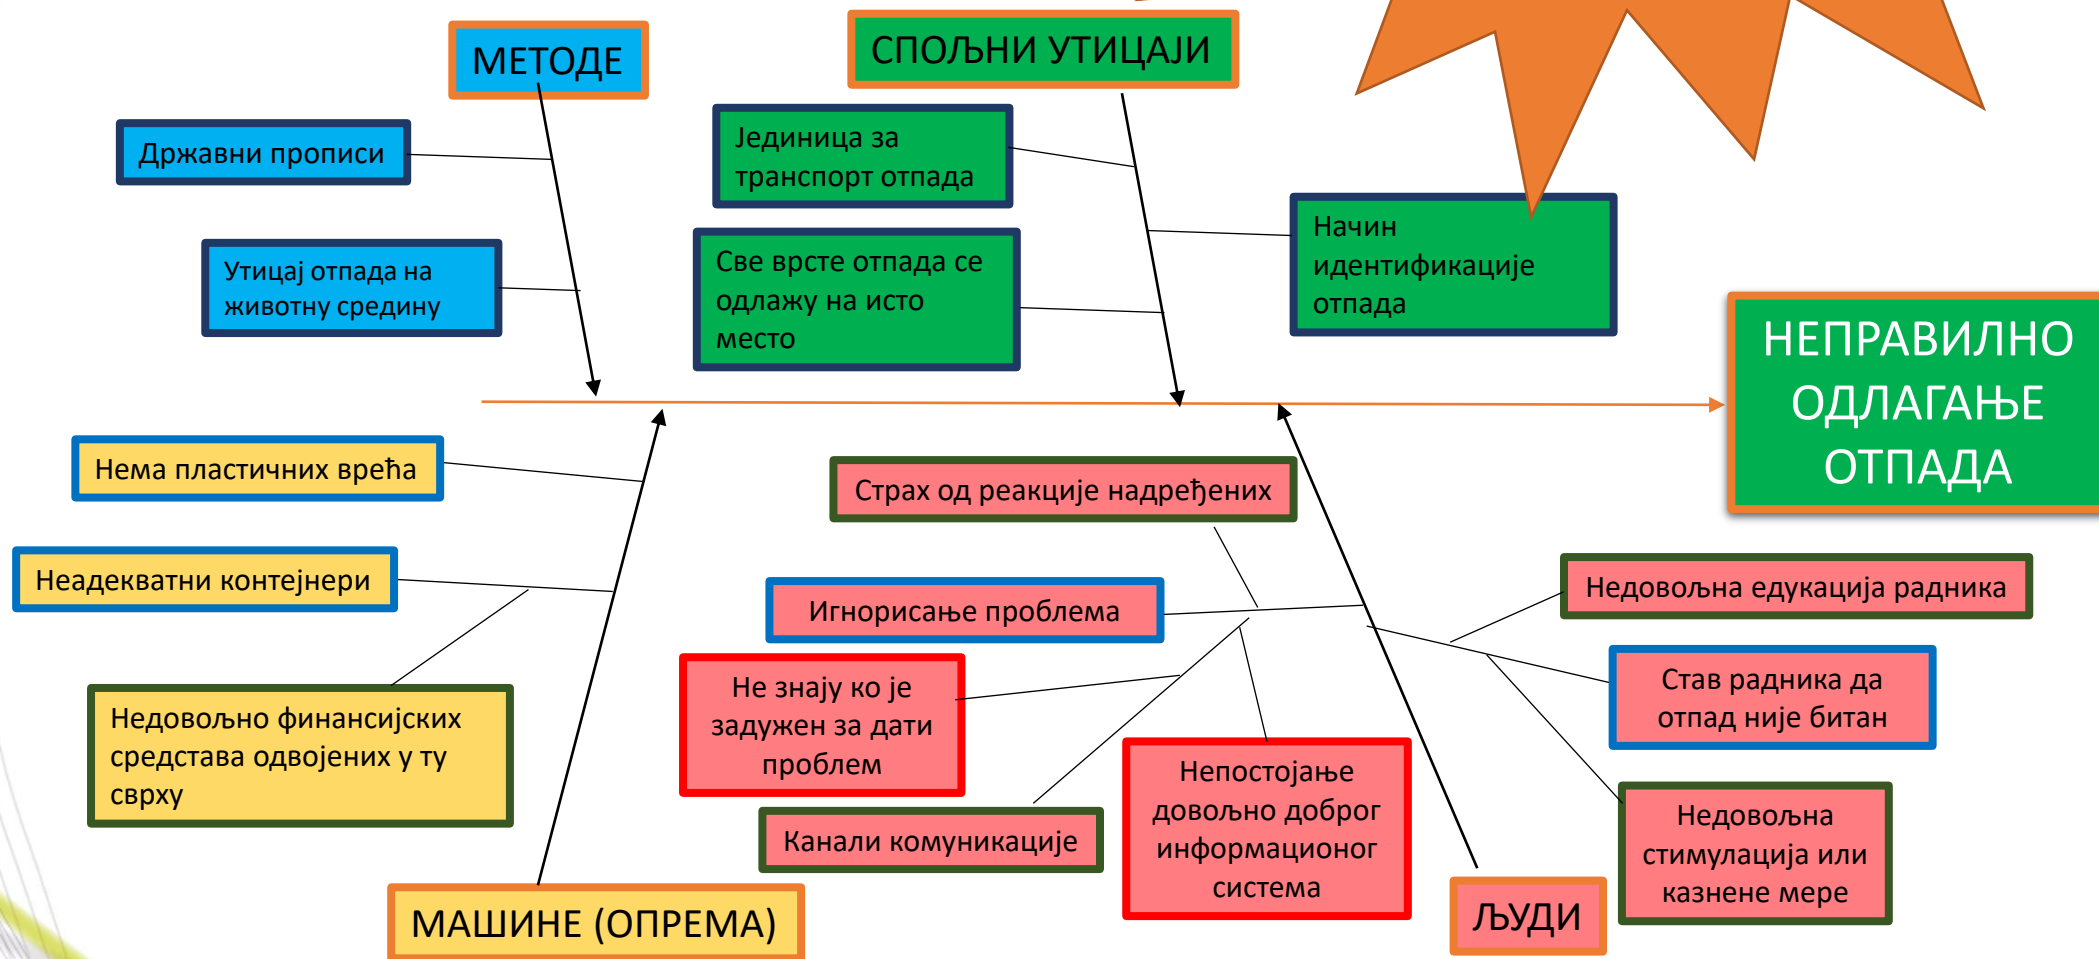 МЕТОДЕ
СПОЉНИ УТИЦАЈИ
Државни прописи
Јединица за
транспорт отпада
Начин
идентификације
отпада
Утицај отпада на
животну средину
Све врсте отпада се
одлажу на исто
место
НЕПРАВИЛНО
ОДЛАГАЊЕ
ОТПАДА
Нема пластичних врећа
Страх од реакције надређених
Неадекватни контејнери
Игнорисање проблема
Недовољна едукација радника
Не знају ко је
задужен за дати
проблем
Став радника да
отпад није битан
Недовољно финансијских
средстава одвојених у ту
сврху
Непостојање
довољно доброг
информационог
система
Канали комуникације
Недовољна
стимулација или
казнене мере
МАШИНЕ (ОПРЕМА)
ЉУДИ